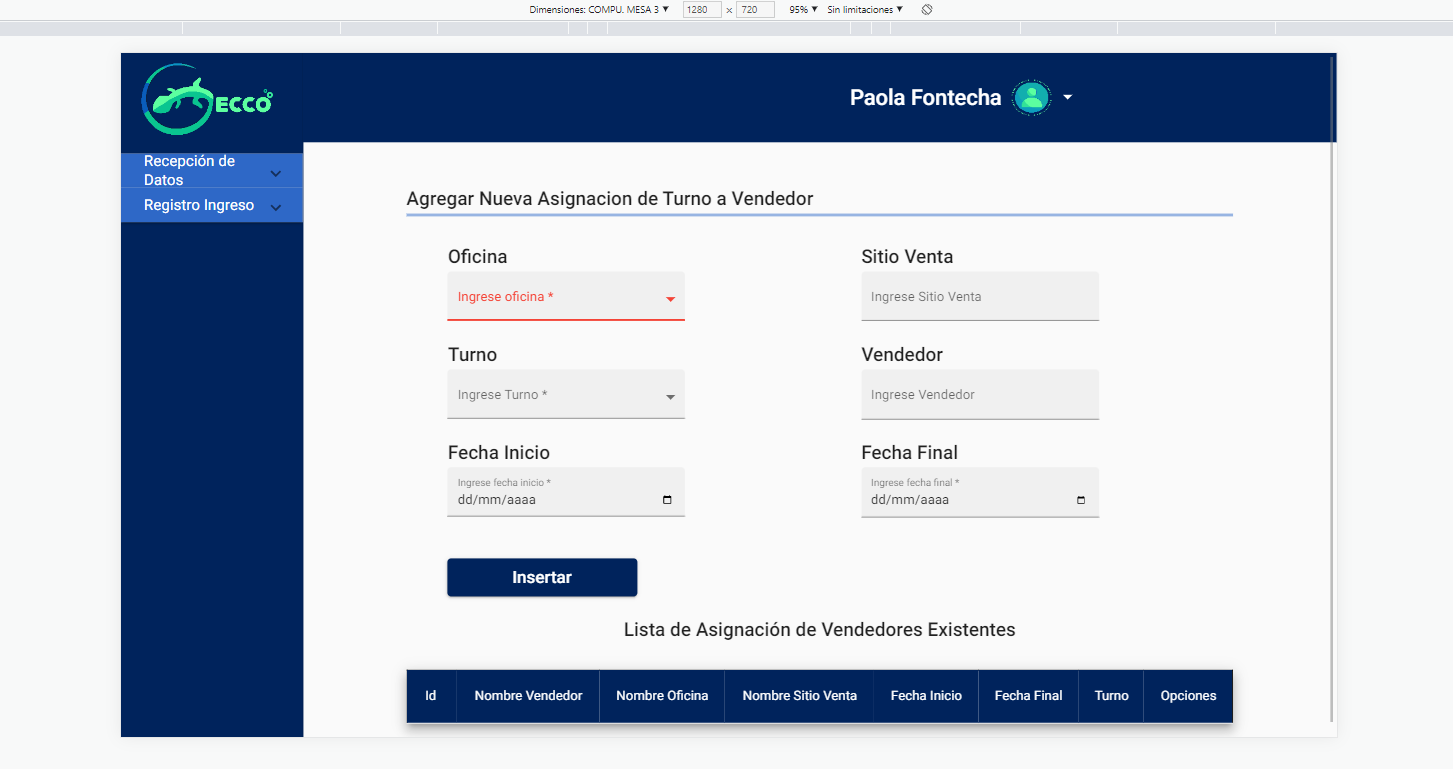 Dimensiones: COMPU. MESA 3 ▼ 1280 × 720 95% ▼ Sin limitaciones ▼
ECCO
Paola Fontecha
Recepción de
Datos
Registro Ingreso
Agregar Nueva Asignacion de Turno a Vendedor
Oficina
Ingrese oficina *
Sitio Venta
Ingrese Sitio Venta
Turno
Ingrese Turno *
Vendedor
Ingrese Vendedor
Fecha Inicio
Ingrese fecha inicio *
dd/mm/aaaa
Fecha Final
Ingrese fecha final *
dd/mm/aaaa
Insertar
Lista de Asignación de Vendedores Existentes
Id Nombre Vendedor Nombre Oficina Nombre Sitio Venta Fecha Inicio Fecha Final Turno Opciones